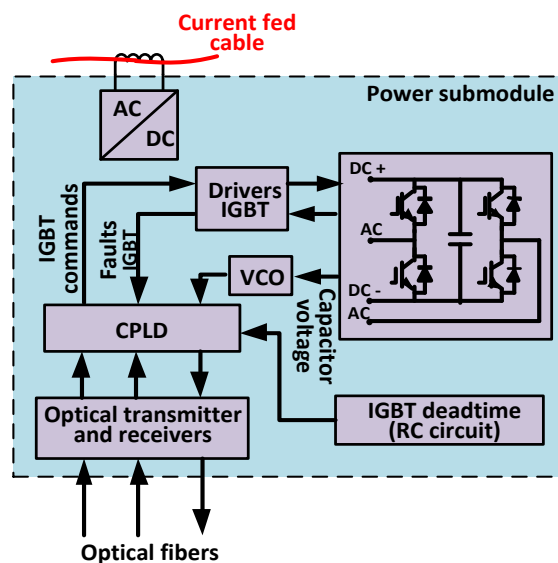 Current fed
cable
Power submodule
AC
DC
Drivers
IGBT
IGBT
commands
Faults
IGBT
VCO
Capacitor
voltage
DC +
AC
DC -
AC
CPLD
IGBT deadtime
(RC circuit)
Optical transmitter
and receivers
Optical fibers